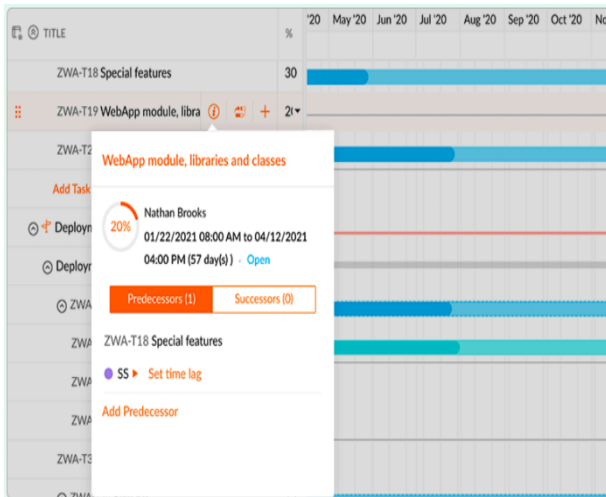 TITLE
%
'20 May '20 Jun '20 Jul '20 Aug '20 Sep '20 Oct '20 No
ZWA-T18 Special features 30
ZWA-T19 WebApp module, libra
ZWA-T2
WebApp module, libraries and classes
Add Task
20%
Nathan Brooks
01/22/2021 08:00 AM to 04/12/2021
04:00 PM (57 day(s) ) - Open
Deployn
Deployr
Predecessors (1) Successors (0)
ZWA
ZWA-T18 Special features
ZWA
SS Set time lag
ZWA
Add Predecessor
ZWA
ZWA-T3
ZWA